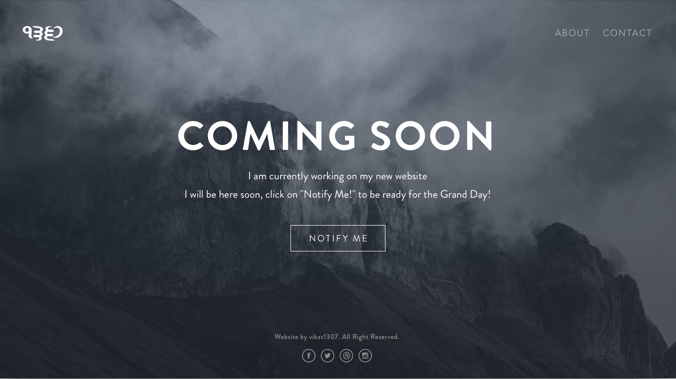 ABOUT CONTACT
COMING SOON
I am currently working on my new website
I will be here soon, click on "Notify Me!" to be ready for the Grand Day!
NOTIFY ME
Website by vikas1307. All Right Reserved.